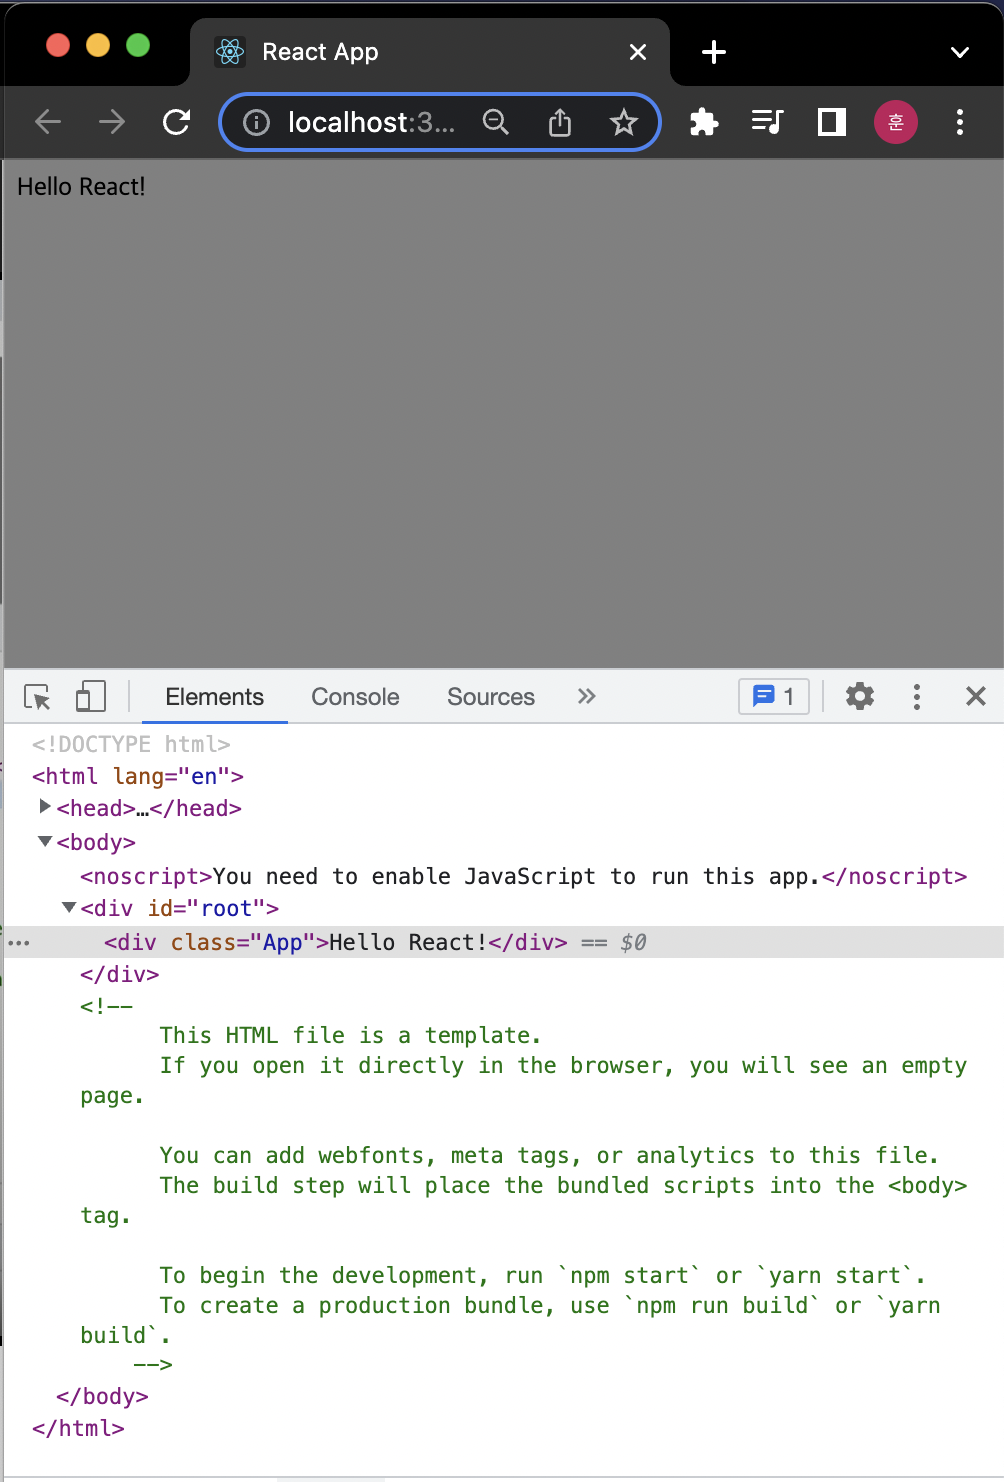 React App
localhost:3...
훈
Hello React!
Elements Console Sources 1
<!DOCTYPE html>
<html lang="en">
<head>…</head>
<body>
<noscript>You need to enable JavaScript to run this app.</noscript>
<div id="root">
<div class="App">Hello React!</div> == $0
</div>
<!--
This HTML file is a template.
If you open it directly in the browser, you will see an empty
page.
You can add webfonts, meta tags, or analytics to this file.
The build step will place the bundled scripts into the <body>
tag.
To begin the development, run `npm start` or `yarn start`.
To create a production bundle, use `npm run build` or `yarn
build`.
-->
</body>
</html>